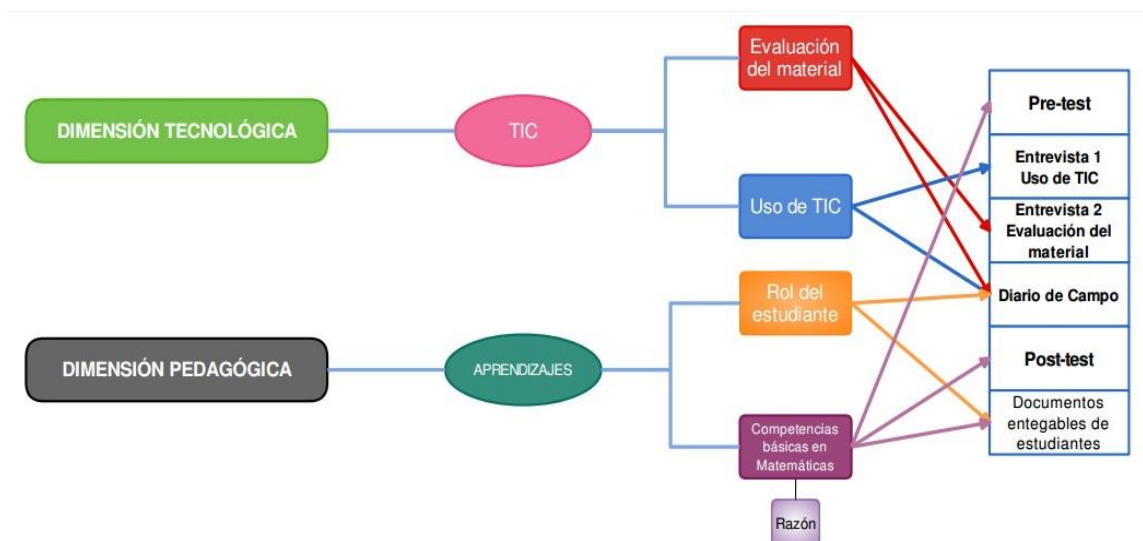 DIMENSIÓN TECNOLÓGICA
TIC
Evaluación
del material
Uso de TIC
DIMENSIÓN PEDAGÓGICA
APRENDIZAJES
Rol del
estudiante
Competencias
básicas en
Matemáticas
Razón
Pre-test
Entrevista 1
Uso de TIC
Entrevista 2
Evaluación del
material
Diario de Campo
Post-test
Documentos
entegables de
estudiantes